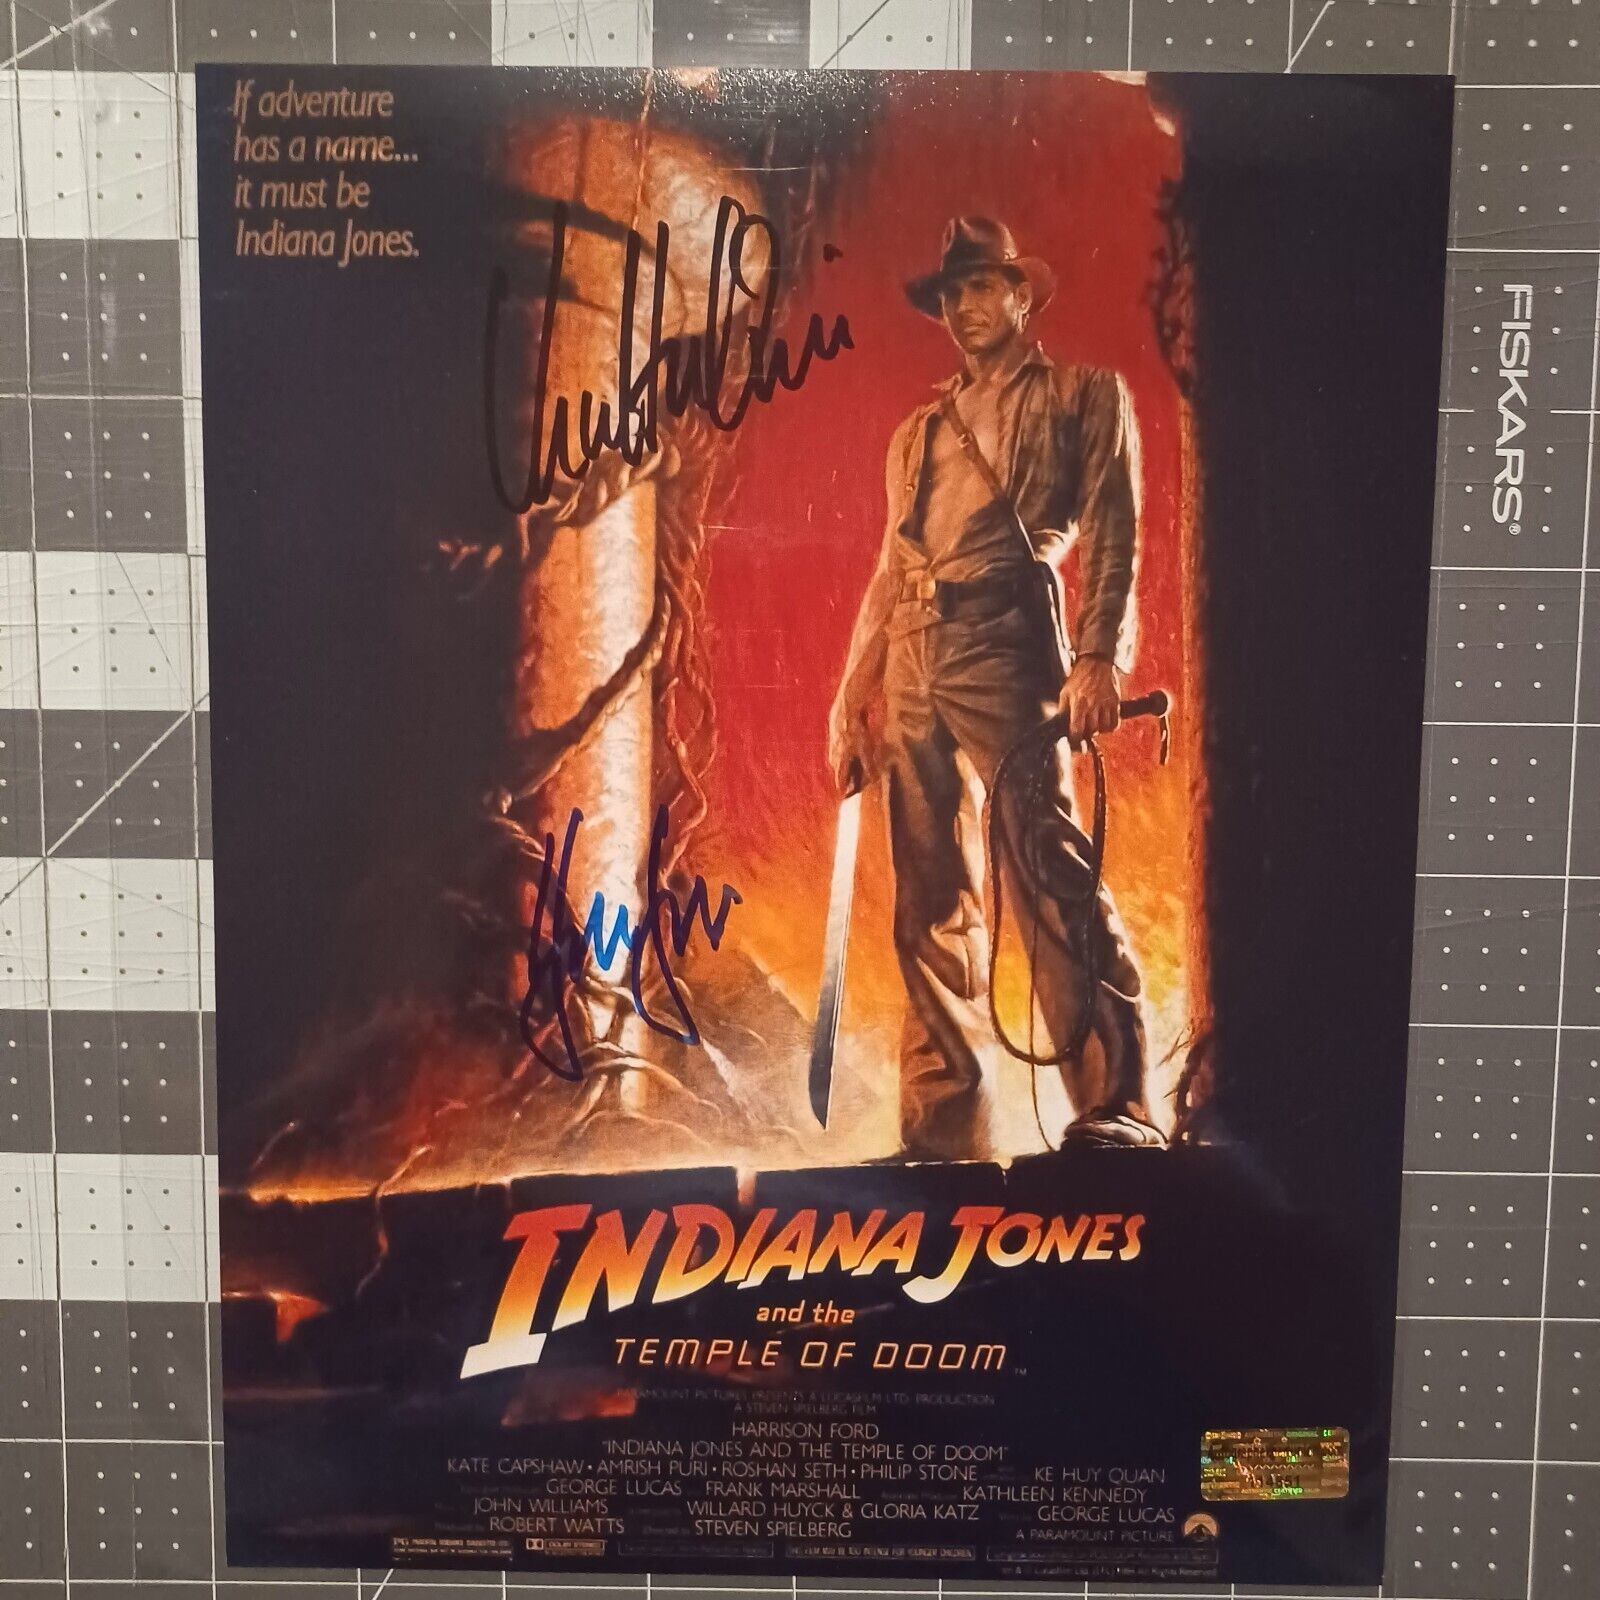 If adventure
has a name...
it must be
Indiana Jones.
FISKARS®
INDIANA JONES
and the
TEMPLE OF DOOM™
PARAMOUNT PICTURES PRESENTS A LUCASFILM LTD. PRODUCTION
A STEVEN SPIELBERG FILM
HARRISON FORD
"INDIANA JONES AND THE TEMPLE OF DOOM"
KATE CAPSHAW • AMRISH PURI • ROSHAN SETH • PHILIP STONE KE HUY QUAN
GEORGE LUCAS FRANK MARSHALL KATHLEEN KENNEDY
JOHN WILLIAMS WILLARD HUYCK & GLORIA KATZ GEORGE LUCAS
ROBERT WATTS STEVEN SPIELBERG A PARAMOUNT PICTURE
DOLBY STEREO